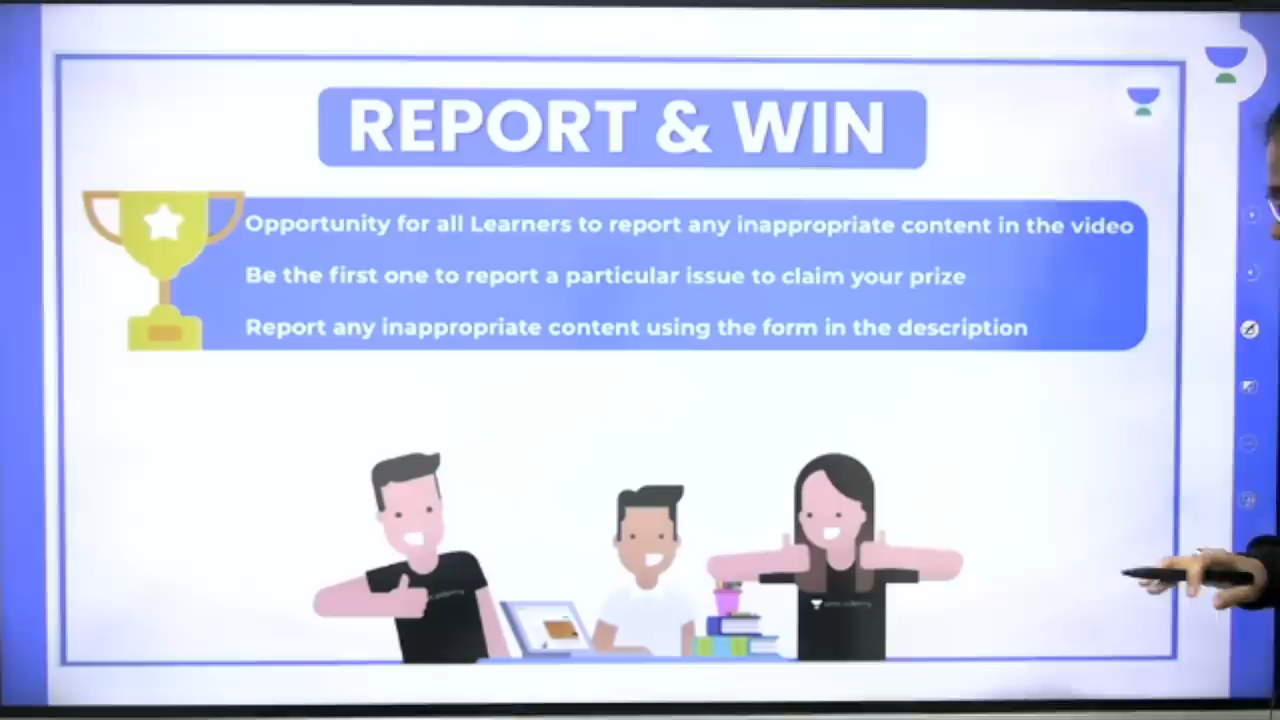 REPORT & WIN
Opportunity for all Learners to report any inappropriate content in the video
Be the first one to report a particular issue to claim your prize
Report any inappropriate content using the form in the description